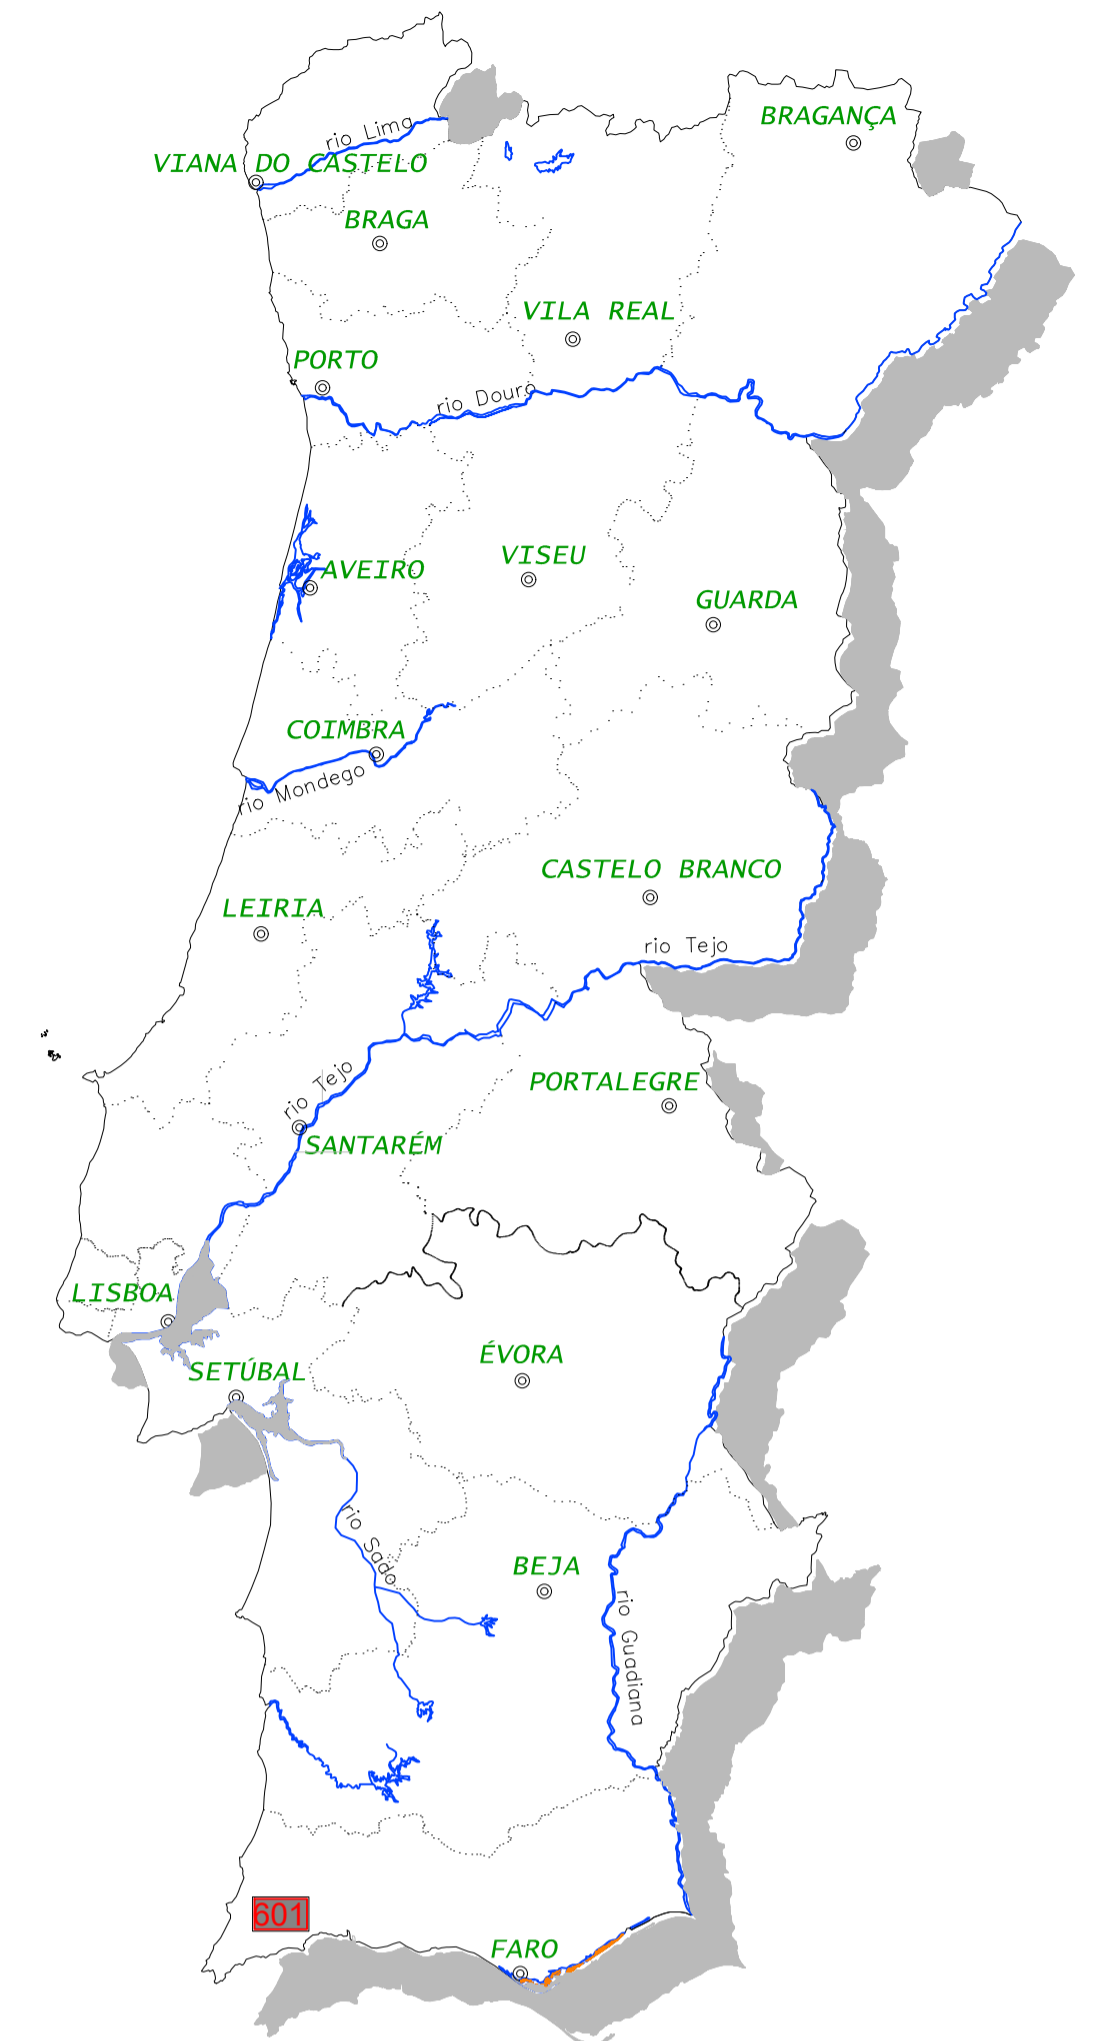 BRAGANÇA
rio Lima
VIANA DO CASTELO
BRAGA
VILA REAL
PORTO
rio Douro
VISEU
AVEIRO
GUARDA
COIMBRA
rio Mondego
CASTELO BRANCO
LEIRIA
rio Tejo
PORTALEGRE
rio Tejo
SANTARÉM
LISBOA
ÉVORA
SETÚBAL
rio Sado
BEJA
rio Guadiana
601
FARO